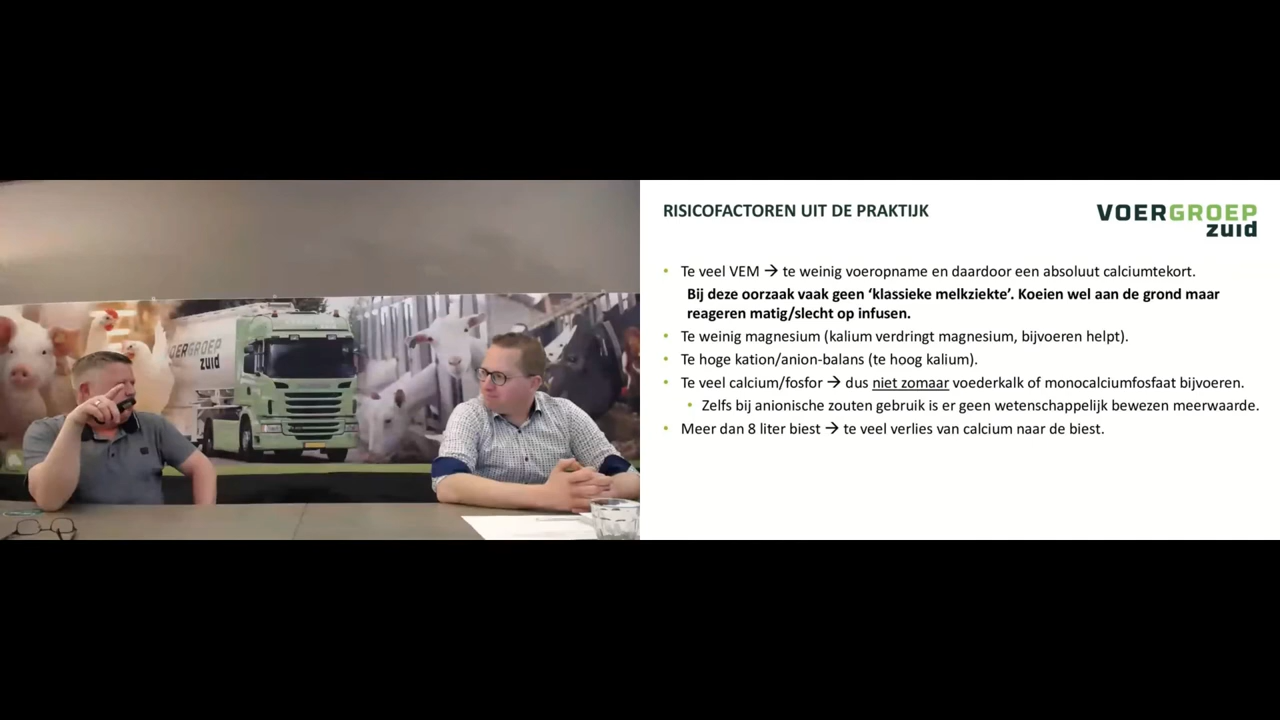 RISICOFACTOREN UIT DE PRAKTIJK
VOERGROEP
zuid
• Te veel VEM → te weinig voeropname en daardoor een absoluut calciumtekort.
Bij deze oorzaak vaak geen ‘klassieke melkziekte’. Koeien wel aan de grond maar
reageren matig/slecht op infusen.
• Te weinig magnesium (kalium verdringt magnesium, bijvoeren helpt).
• Te hoge kation/anion-balans (te hoog kalium).
• Te veel calcium/fosfor → dus niet zomaar voederkalk of monocalciumfosfaat bijvoeren.
• Zelfs bij anionische zouten gebruik is er geen wetenschappelijk bewezen meerwaarde.
• Meer dan 8 liter biest → te veel verlies van calcium naar de biest.
VOERGROEP
zuid